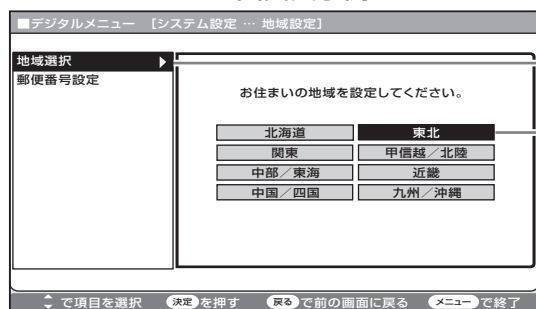 ■デジタルメニュー [システム設定 … 地域設定]
地域選択
郵便番号設定
お住まいの地域を設定してください。
北海道 東北
関東 甲信越／北陸
中部／東海 近畿
中国／四国 九州／沖縄
で項目を選択 決定を押す 戻るで前の画面に戻る メニューで終了